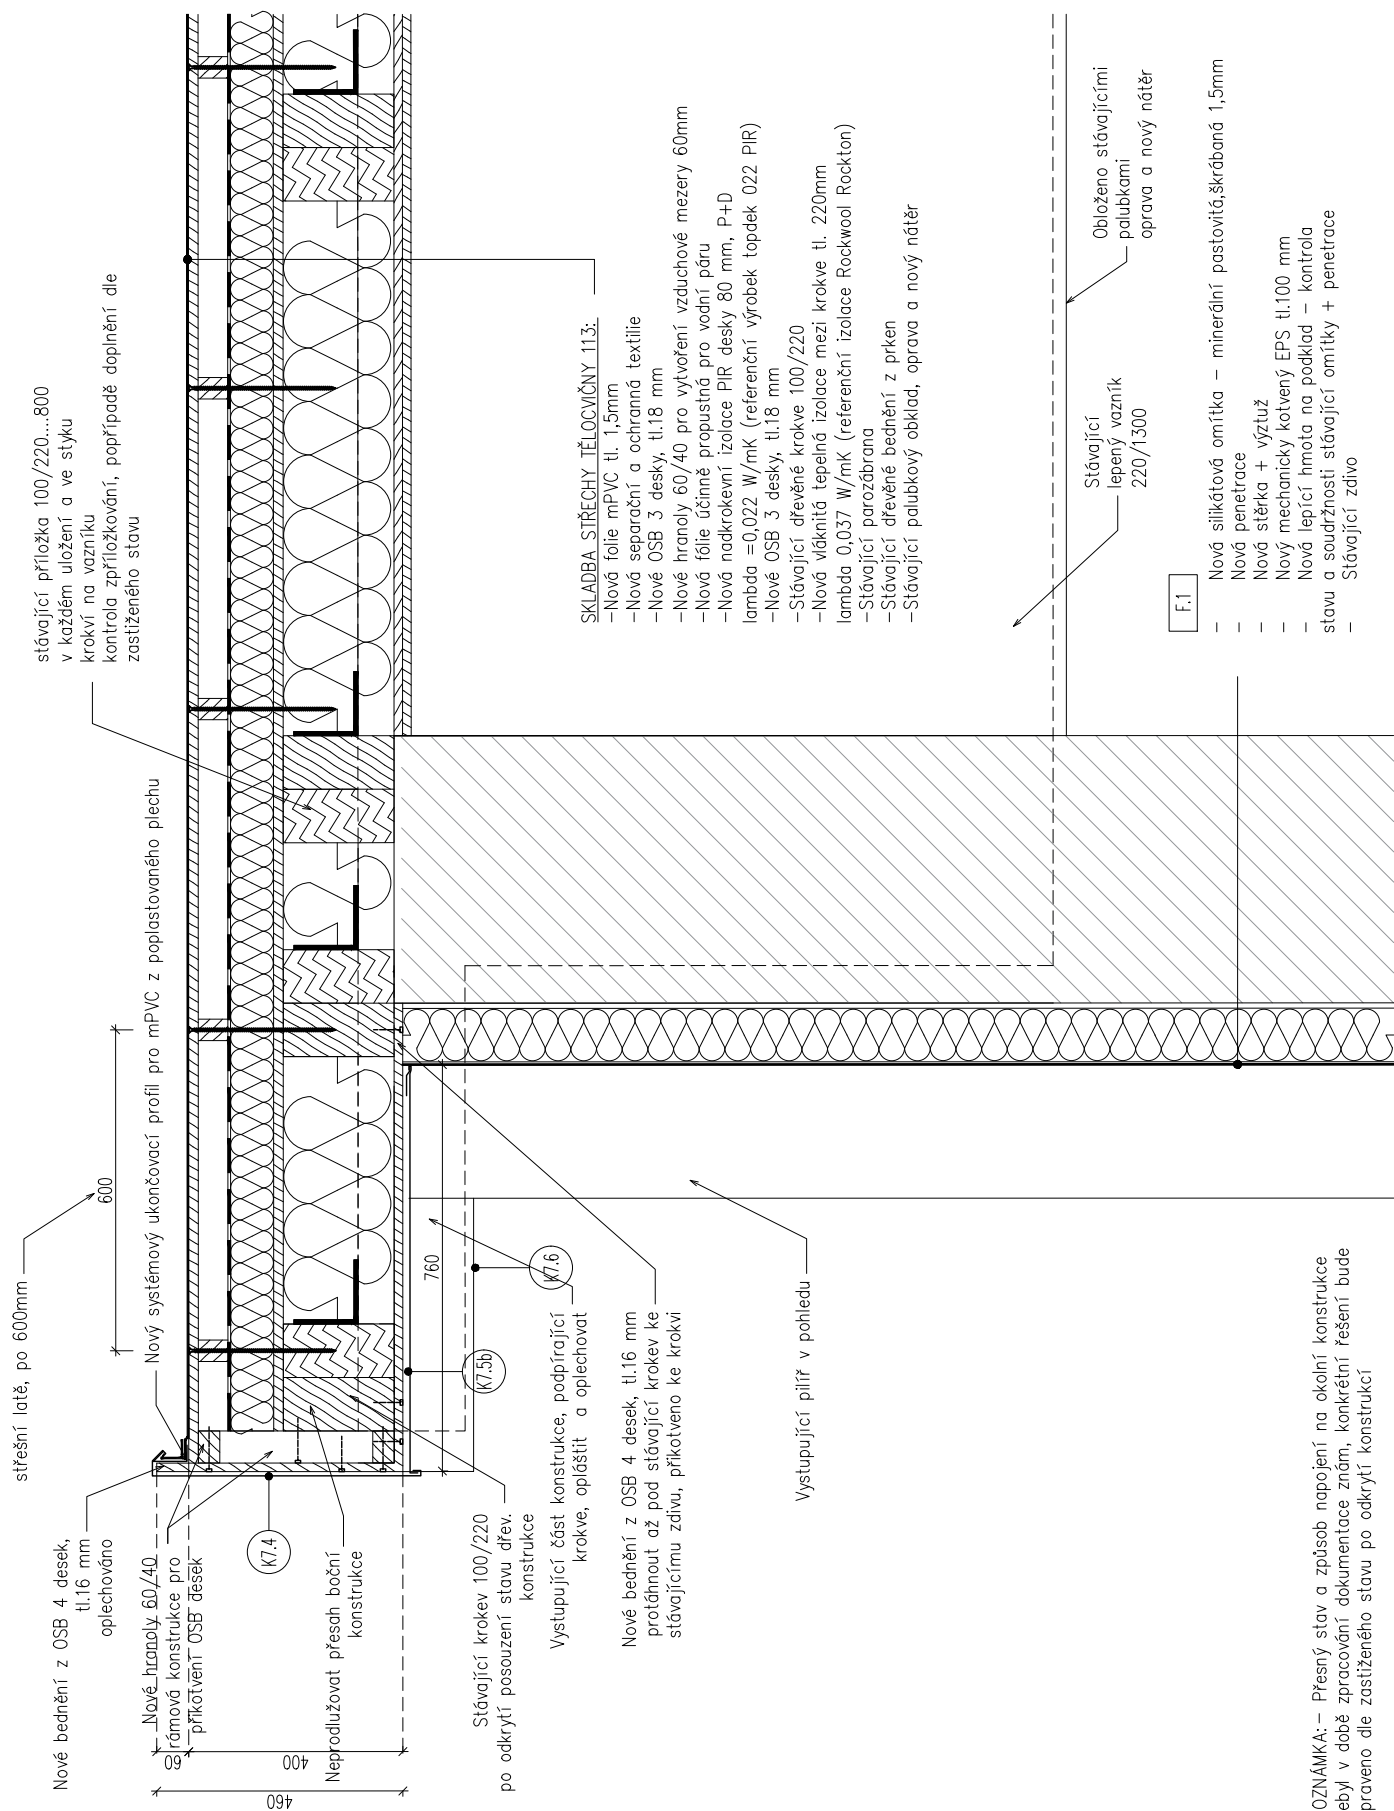 střešní latě, po 600mm
600
Nový systémový ukončovací profil pro mPVC z poplastovaného plechu
stávající příložka 100/220....800
v každém uložení a ve styku
krokví na vazníku
kontrola zpříložkování, popřípadě doplnění dle
zastiženého stavu
Nové bednění z OSB 4 desek,
tl.16 mm
oplechováno
Nové hranoly 60/40
rámová konstrukce pro
přikotvení OSB desek
K7.4
Neprodlužovat přesah boční
konstrukce
60
400
460
Stávající krokev 100/220
po odkrytí posouzení stavu dřev.
konstrukce
K7.5b
K7.6
760
Vystupující část konstrukce, podpírající
krokve, opláštit a oplechovat
Nové bednění z OSB 4 desek, tl.16 mm
protáhnout až pod stávající krokev ke
stávajícímu zdivu, přikotveno ke krokvi
Vystupující pilíř v pohledu
SKLADBA STŘECHY TĚLOCVIČNY 113:
-Nová folie mPVC tl. 1,5mm
-Nová separační a ochranná textilie
-Nové OSB 3 desky, tl.18 mm
-Nové hranoly 60/40 pro vytvoření vzduchové mezery 60mm
-Nová fólie účinně propustná pro vodní páru
-Nová nadkrokevní izolace PIR desky 80 mm, P+D
lambda =0,022 W/mK (referenční výrobek topdek 022 PIR)
-Nové OSB 3 desky, tl.18 mm
-Stávající dřevěné krokve 100/220
-Nová vláknitá tepelná izolace mezi krokve tl. 220mm
lambda 0,037 W/mK (referenční izolace Rockwool Rockton)
-Stávající parozábrana
-Stávající dřevěné bednění z prken
-Stávající palubkový obklad, oprava a nový nátěr
Stávající
lepený vazník
220/1300
Obloženo stávajícími
palubkami
oprava a nový nátěr
F.1
- Nová silikátová omítka - minerální pastovitá,škrábaná 1,5mm
- Nová penetrace
- Nová stěrka + výztuž
- Nový mechanický kotvený EPS tl.100 mm
- Nová lepící hmota na podklad - kontrola
stavu a soudržnosti stávající omítky + penetrace
- Stávající zdivo
OZNÁMKA: - Přesný stav a způsob napojení na okolní konstrukce
ebyl v době zpracování dokumentace znám, konkrétní řešení bude
praveno dle zastiženého stavu po odkrytí konstrukcí